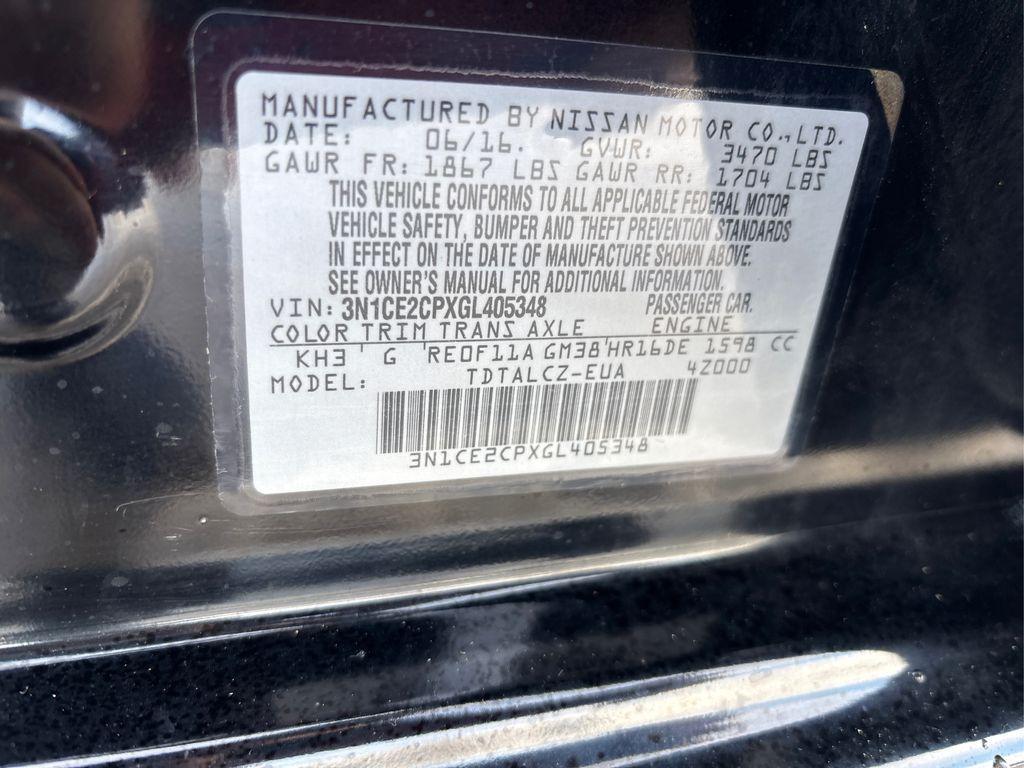 MANUFACTURED BY NISSAN MOTOR CO.,LTD.
DATE: 06/16. GVWR: 3470 LBS
GAWR FR: 1867 LBS GAWR RR: 1704 LBS
THIS VEHICLE CONFORMS TO ALL APPLICABLE FEDERAL MOTOR
VEHICLE SAFETY, BUMPER AND THEFT PREVENTION STANDARDS
IN EFFECT ON THE DATE OF MANUFACTURE SHOWN ABOVE.
SEE OWNER'S MANUAL FOR ADDITIONAL INFORMATION.
VIN: 3N1CE2CPXGL405348 PASSENGER CAR.
COLOR TRIM TRANS AXLE ENGINE
KH3 ' G 'RE0F11A GM38'HR16DE 1598 CC
MODEL: TDTALCZ-EUA 4Z000
3N1CE2CPXGL405348